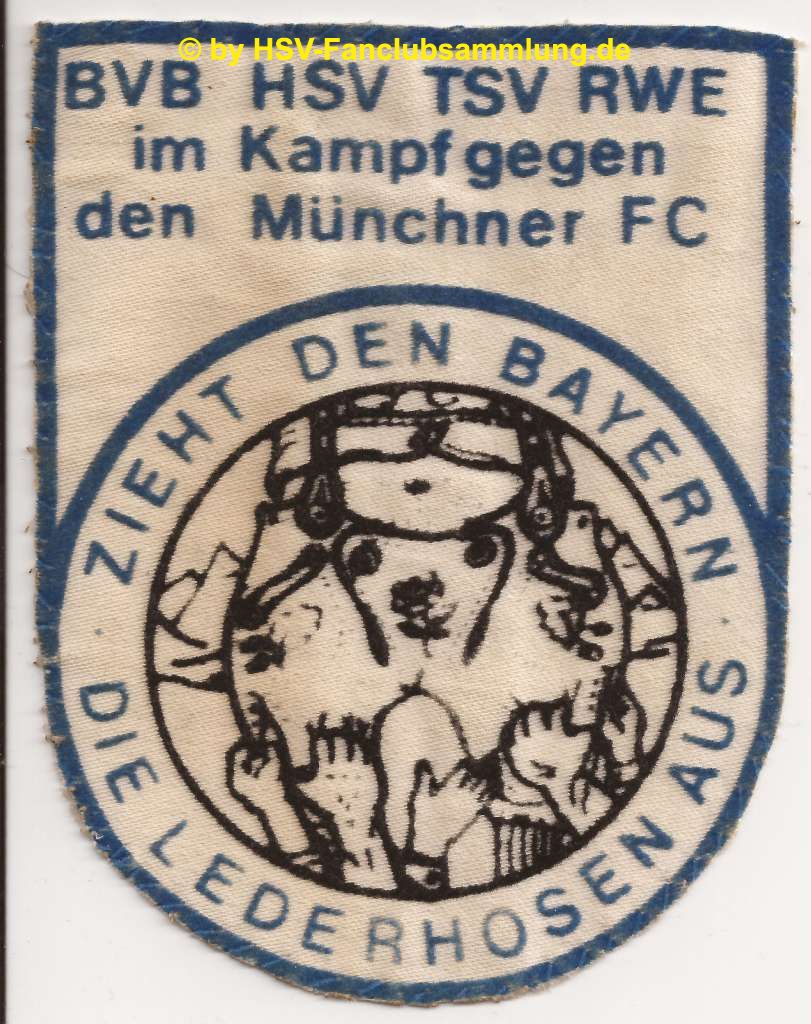 © by HSV-Fanclubsammlung.de
BVB HSV TSV RWE
im Kampf gegen
den Münchner FC
ZIEHT DEN BAYERN
DIE LEDERHOSEN AUS